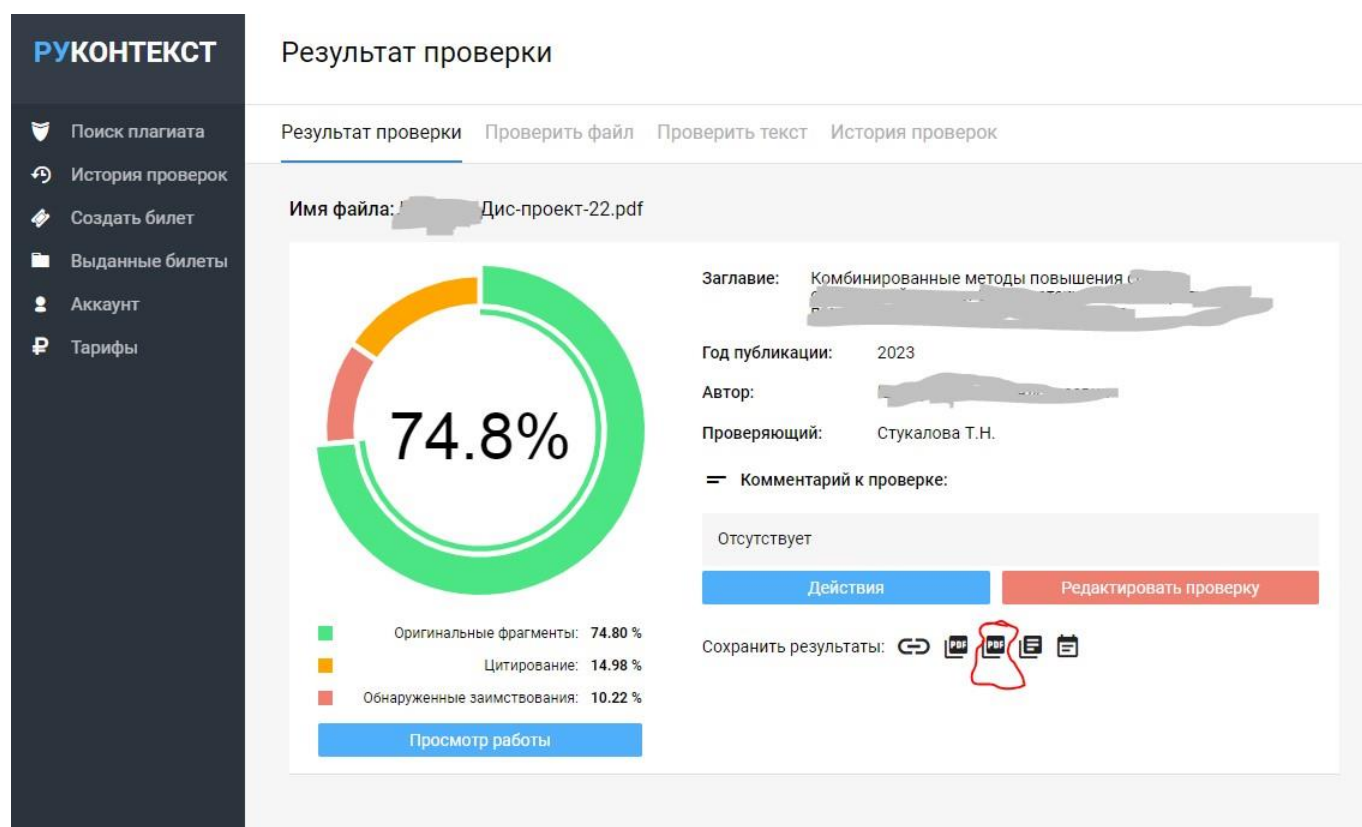 РУКОНТЕКСТ
Результат проверки
Поиск плагиата
История проверок
Создать билет
Выданные билеты
Аккаунт
Тарифы
Результат проверки Проверить файл Проверить текст История проверок
Имя файла: Дис-проект-22.pdf
74.8%
Оригинальные фрагменты: 74.80 %
Цитирование: 14.98 %
Обнаруженные заимствования: 10.22 %
Просмотр работы
Заглавие: Комбинированные методы повышения
Год публикации: 2023
Автор:
Проверяющий: Стукалова Т.Н.
Комментарий к проверке:
Отсутствует
Действия Редактировать проверку
Сохранить результаты: PDF PDF